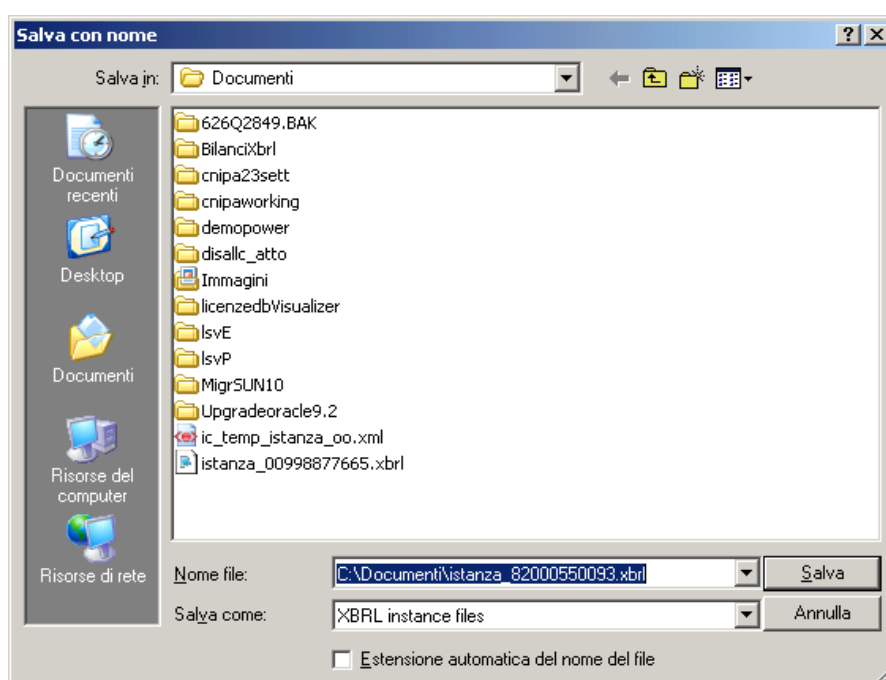 Salva con nome
Salva in: Documenti
Documenti recenti
Desktop
Documenti
Risorse del computer
Risorse di rete
626Q2849.BAK
BilanciXbrl
cnipa23sett
cnipaworking
demopower
disallc_atto
Immagini
licenzedbVisualizer
lsvE
lsvP
MigrSUN10
Upgradeoracle9.2
ic_temp_istanza_oo.xml
istanza_00998877665.xbrl
Nome file: C:\Documenti\istanza_82000550093.xbrl Salva
Salva come: XBRL instance files Annulla
Estensione automatica del nome del file